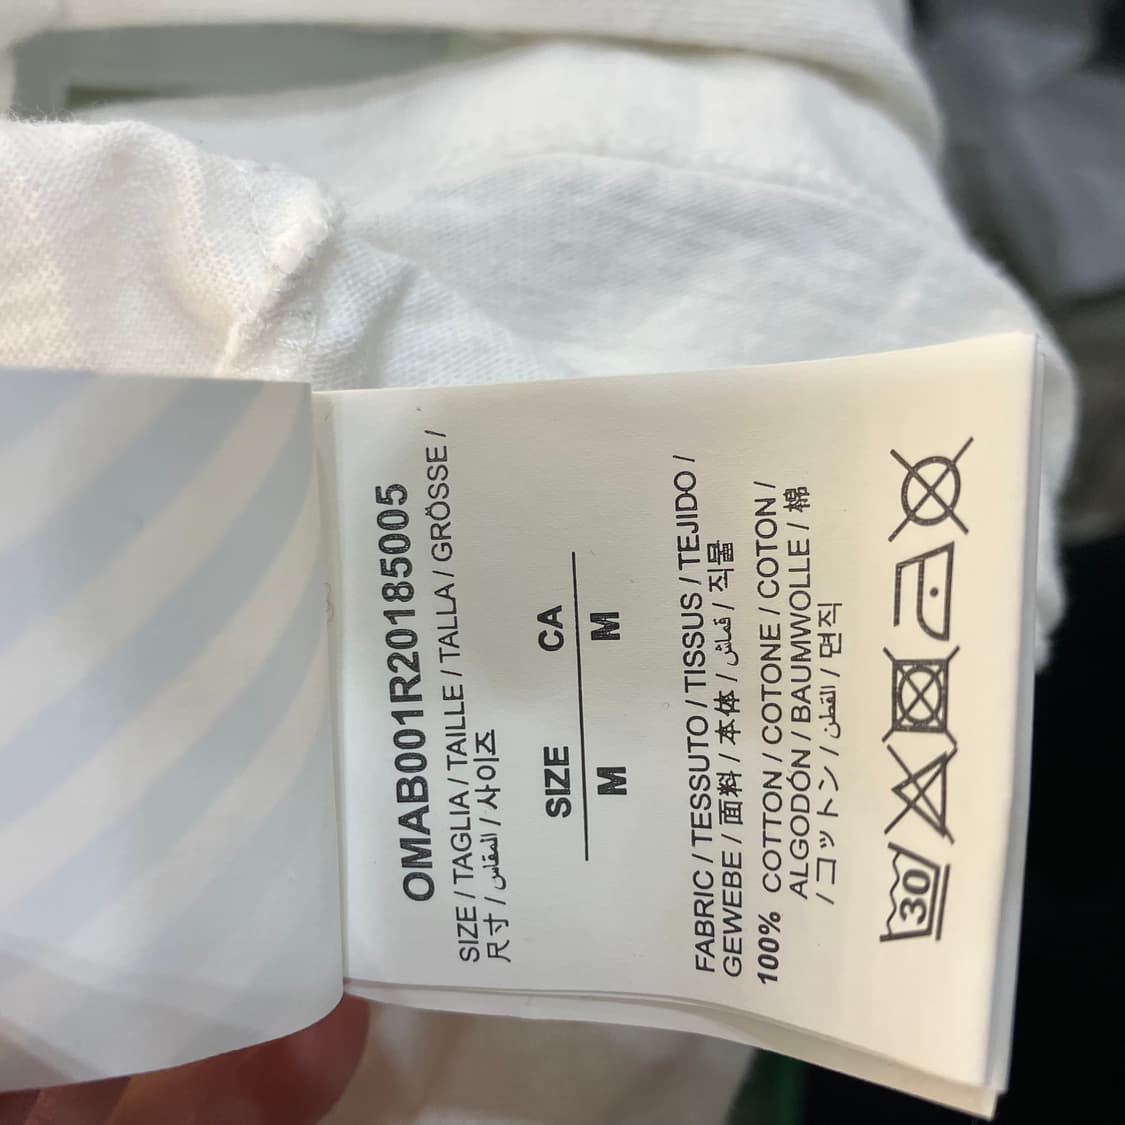 OMAB001R20185005
SIZE / TAGLIA / TAILLE / TALLA / GRÖSSE /
尺寸 / المقاس / 사이즈
SIZE CA
M M
FABRIC / TESSUTO / TISSUS / TEJIDO /
GEWEBE / 面料 / 本体 / قماش / 직물
100% COTTON / COTONE / COTON /
ALGODÓN / BAUMWOLLE / 棉
/ コットン / القطن / 면직
30